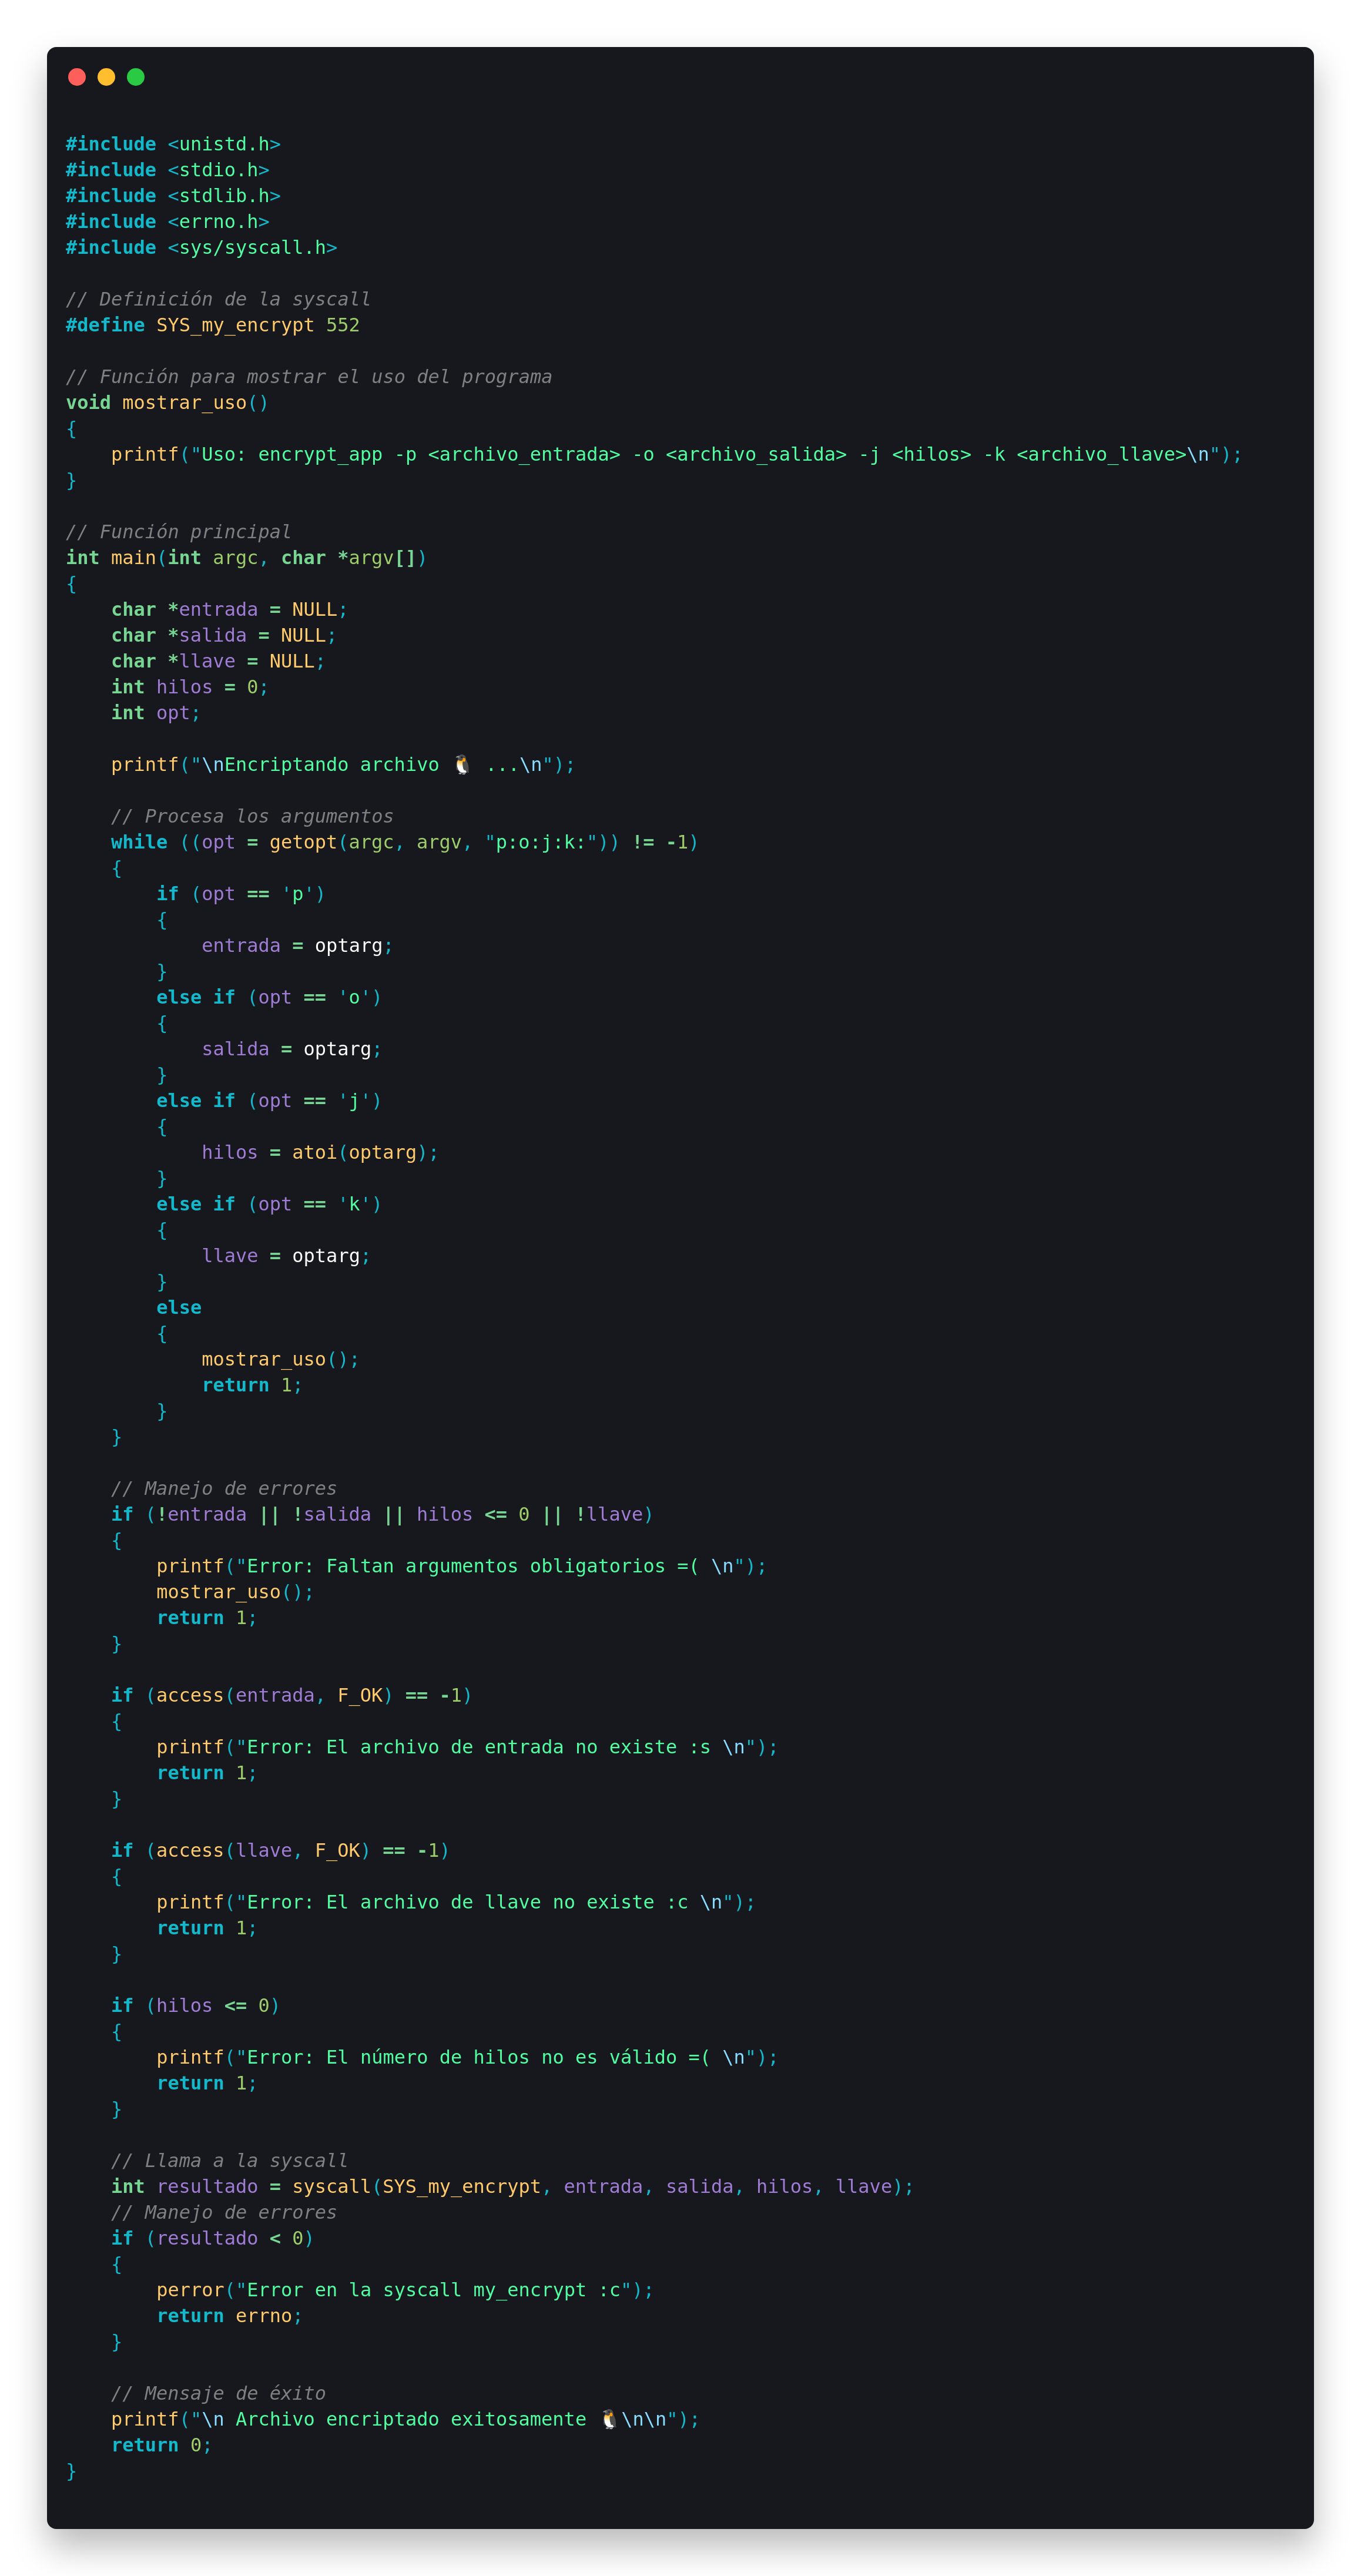 #include <unistd.h>
#include <stdio.h>
#include <stdlib.h>
#include <errno.h>
#include <sys/syscall.h>

// Definición de la syscall
#define SYS_my_encrypt 552

// Función para mostrar el uso del programa
void mostrar_uso()
{
    printf("Uso: encrypt_app -p <archivo_entrada> -o <archivo_salida> -j <hilos> -k <archivo_llave>\n");
}

// Función principal
int main(int argc, char *argv[])
{
    char *entrada = NULL;
    char *salida = NULL;
    char *llave = NULL;
    int hilos = 0;
    int opt;

    printf("\nEncriptando archivo 🐧 ...\n");

    // Procesa los argumentos
    while ((opt = getopt(argc, argv, "p:o:j:k:")) != -1)
    {
        if (opt == 'p')
        {
            entrada = optarg;
        }
        else if (opt == 'o')
        {
            salida = optarg;
        }
        else if (opt == 'j')
        {
            hilos = atoi(optarg);
        }
        else if (opt == 'k')
        {
            llave = optarg;
        }
        else
        {
            mostrar_uso();
            return 1;
        }
    }

    // Manejo de errores
    if (!entrada || !salida || hilos <= 0 || !llave)
    {
        printf("Error: Faltan argumentos obligatorios =( \n");
        mostrar_uso();
        return 1;
    }

    if (access(entrada, F_OK) == -1)
    {
        printf("Error: El archivo de entrada no existe :s \n");
        return 1;
    }

    if (access(llave, F_OK) == -1)
    {
        printf("Error: El archivo de llave no existe :c \n");
        return 1;
    }

    if (hilos <= 0)
    {
        printf("Error: El número de hilos no es válido =( \n");
        return 1;
    }

    // Llama a la syscall
    int resultado = syscall(SYS_my_encrypt, entrada, salida, hilos, llave);
    // Manejo de errores
    if (resultado < 0)
    {
        perror("Error en la syscall my_encrypt :c");
        return errno;
    }

    // Mensaje de éxito
    printf("\n Archivo encriptado exitosamente 🐧\n\n");
    return 0;
}